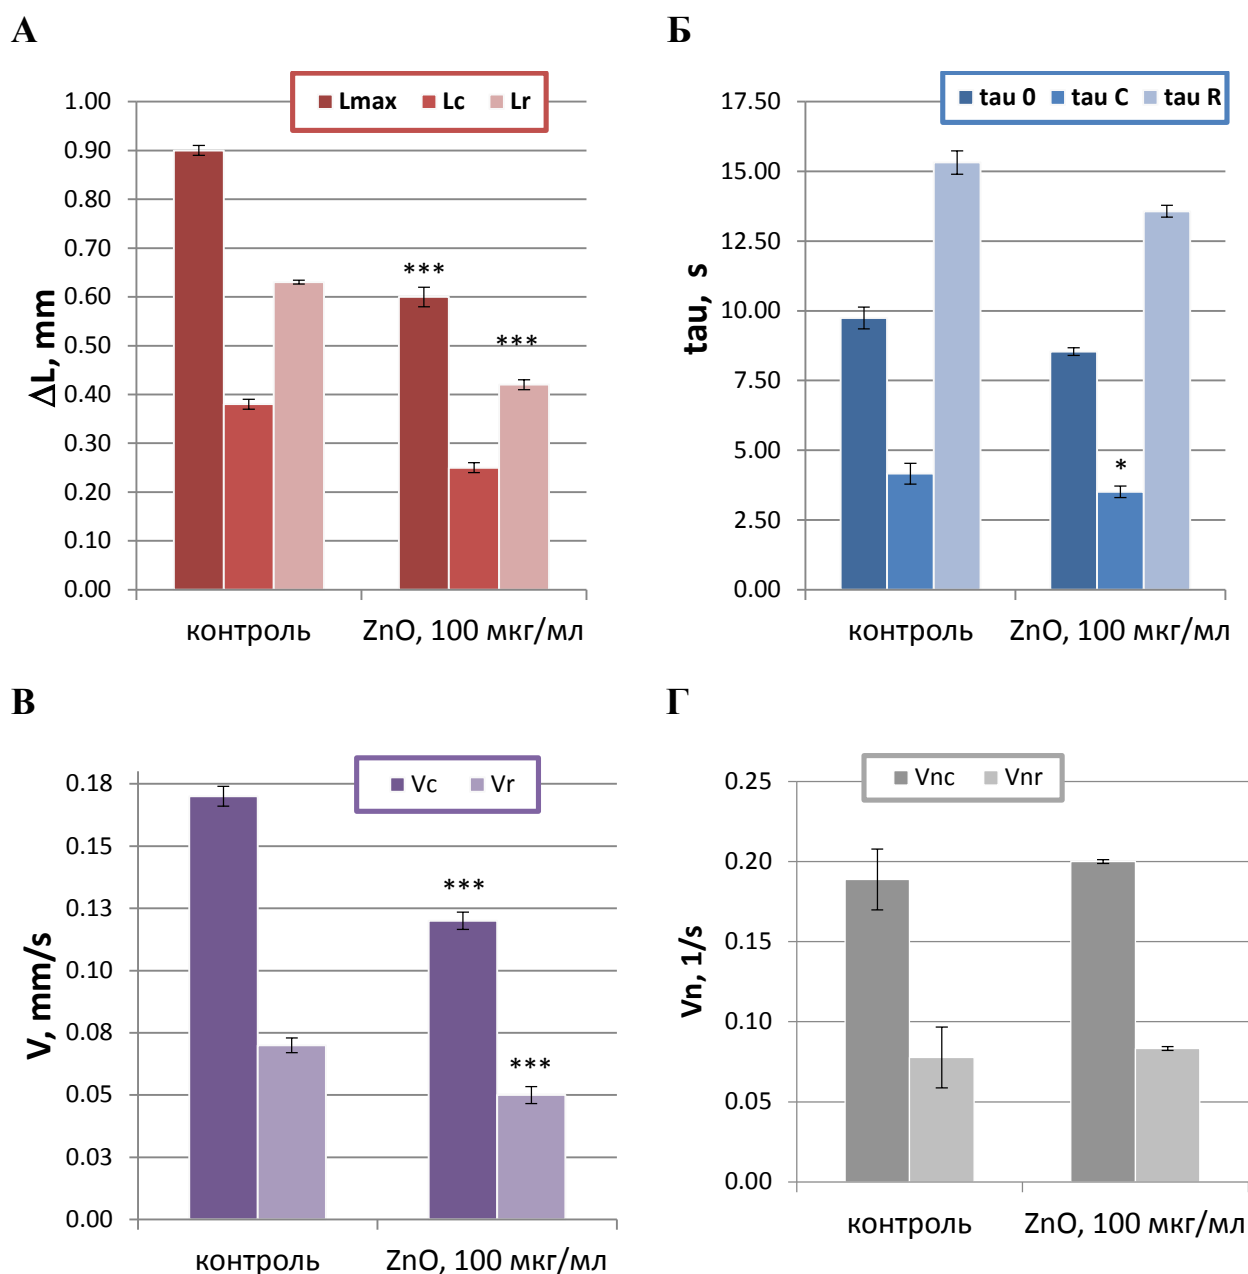 А
Lmax Lc Lr
1.00
0.90
0.80
0.70
0.60
0.50
0.40
0.30
0.20
0.10
0.00
ΔL, mm
***
***
контроль ZnO, 100 мкг/мл
Б
tau 0 tau C tau R
17.50
15.00
12.50
10.00
7.50
5.00
2.50
0.00
tau, s
*
контроль ZnO, 100 мкг/мл
В
Vc Vr
0.18
0.15
0.13
0.10
0.08
0.05
0.03
0.00
V, mm/s
***
***
контроль ZnO, 100 мкг/мл
Г
Vnc Vnr
0.25
0.20
0.15
0.10
0.05
0.00
Vn, 1/s
контроль ZnO, 100 мкг/мл